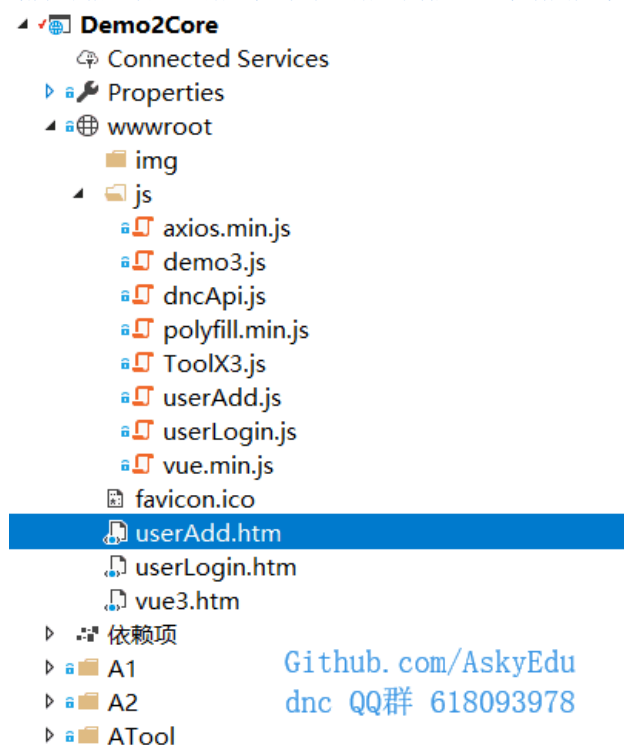 Demo2Core
Connected Services
Properties
wwwroot
img
js
axios.min.js
demo3.js
dncApi.js
polyfill.min.js
ToolX3.js
userAdd.js
userLogin.js
vue.min.js
favicon.ico
userAdd.htm
userLogin.htm
vue3.htm
依赖项
A1
Github.com/AskyEdu
A2
dnc QQ群 618093978
ATool